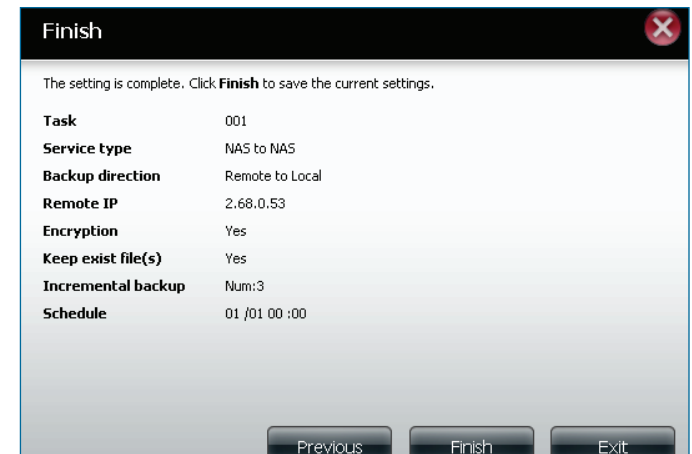 Finish
The setting is complete. Click Finish to save the current settings.
Task 001
Service type NAS to NAS
Backup direction Remote to Local
Remote IP 2.68.0.53
Encryption Yes
Keep exist file(s) Yes
Incremental backup Num:3
Schedule 01 /01 00 :00
Previous Finish Exit